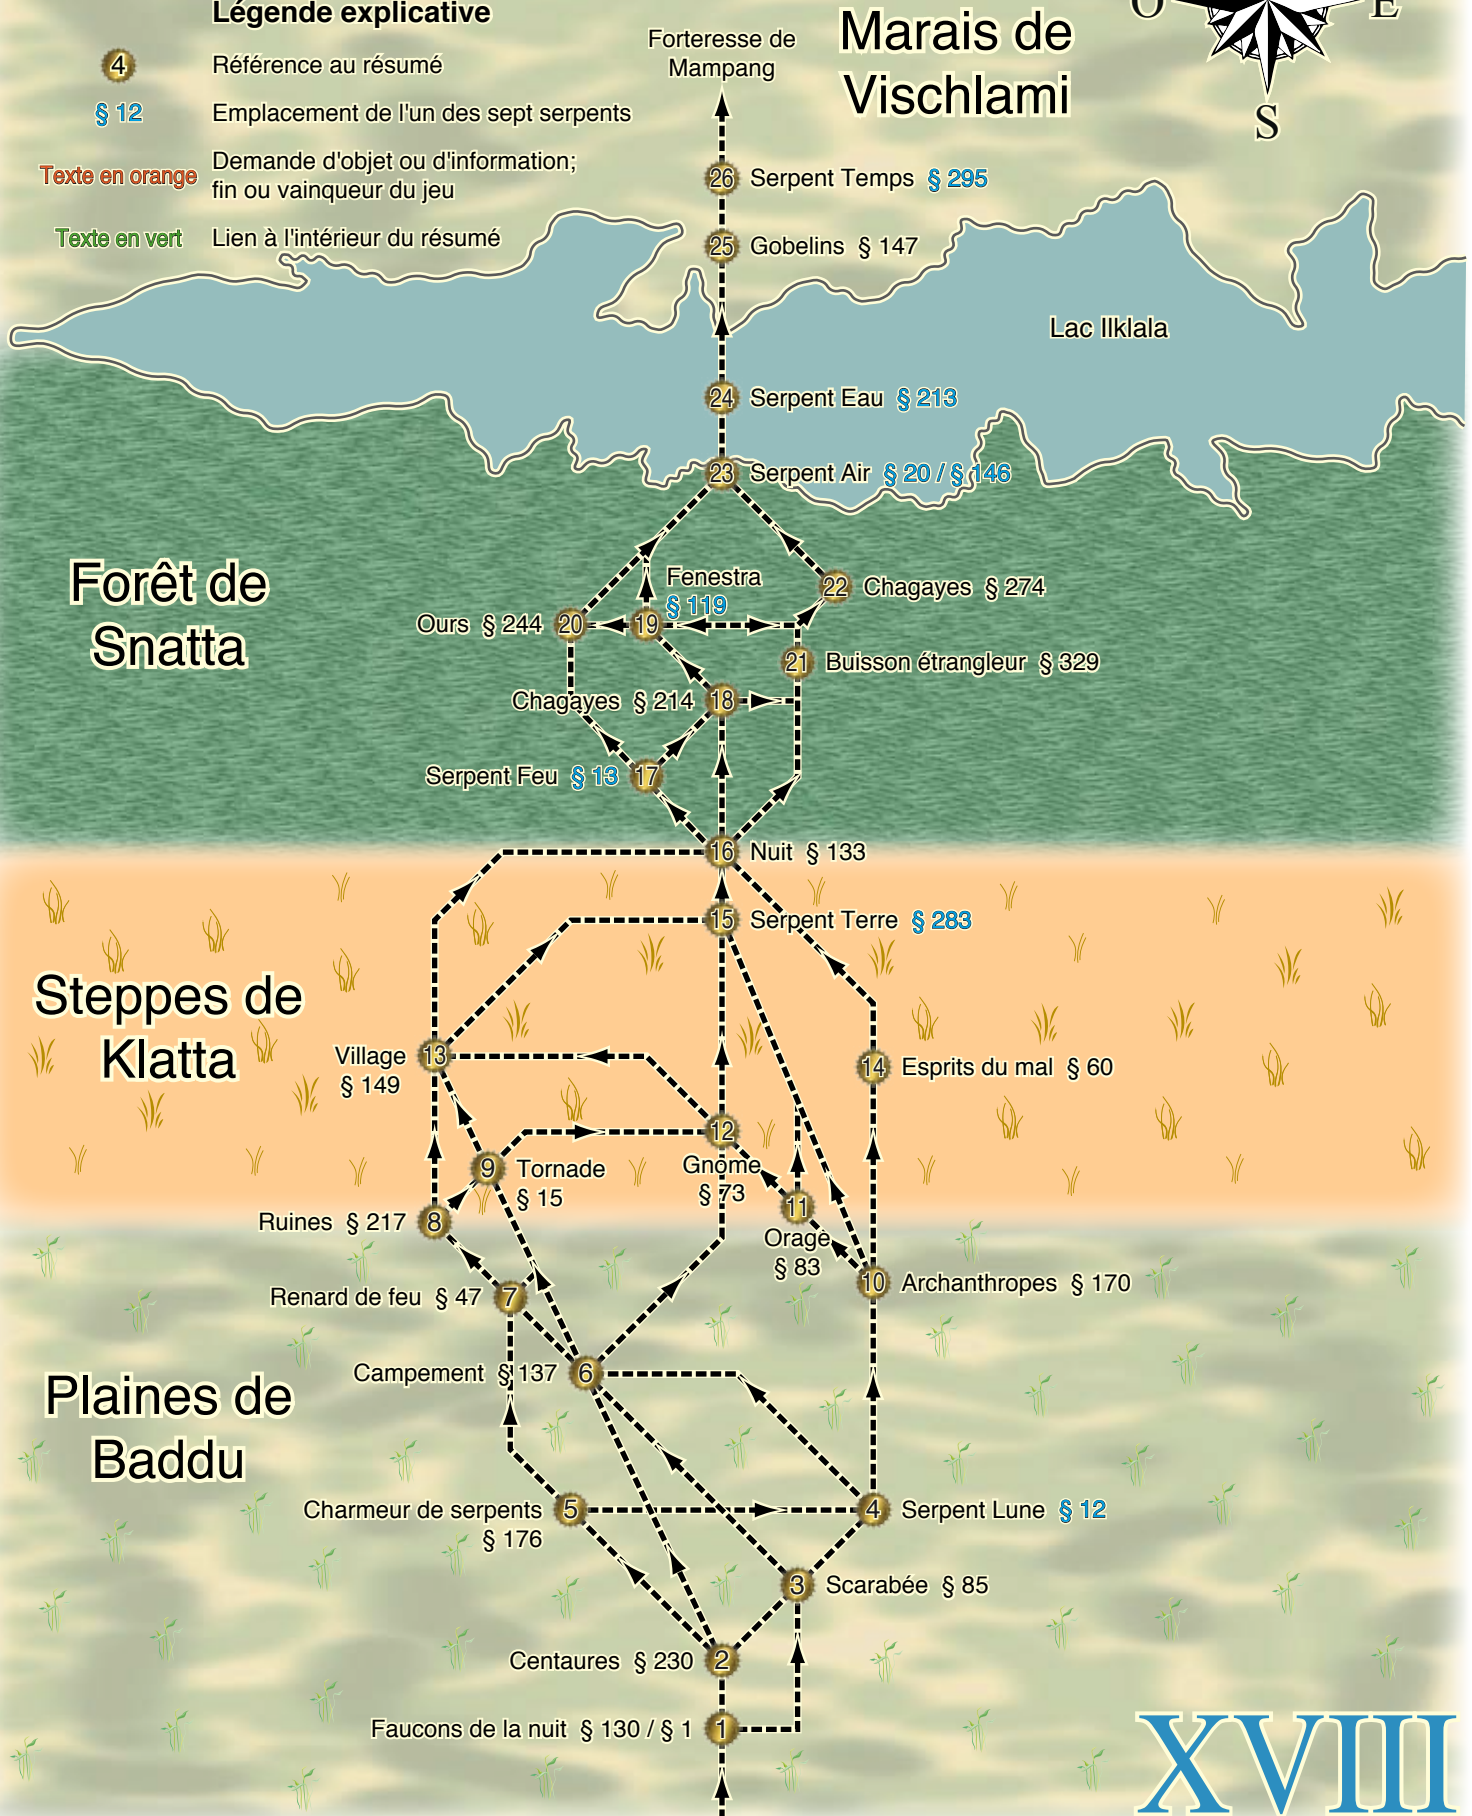 Légende explicative
4
Référence au résumé
§ 12
Emplacement de l'un des sept serpents
Texte en orange
Demande d'objet ou d'information;
fin ou vainqueur du jeu
Texte en vert
Lien à l'intérieur du résumé
Forteresse de
Mampang
Marais de
Vischlami
O
E
S
26 Serpent Temps § 295
25 Gobelins § 147
Lac Ilklala
24 Serpent Eau § 213
23 Serpent Air § 20 / § 146
Forêt de
Snatta
Fenestra
§ 119
22 Chagayes § 274
Ours § 244 20
19
21 Buisson étrangleur § 329
Chagayes § 214 18
Serpent Feu § 13 17
16 Nuit § 133
15 Serpent Terre § 283
Steppes de
Klatta
Village 13
§ 149
14 Esprits du mal § 60
12
Gnome
§ 73
9 Tornade
§ 15
11
Orage
§ 83
Ruines § 217 8
10 Archanthropes § 170
Renard de feu § 47 7
Campement § 137 6
Plaines de
Baddu
Charmeur de serpents 5
§ 176
4 Serpent Lune § 12
3 Scarabée § 85
Centaures § 230 2
Faucons de la nuit § 130 / § 1 1
XVIII